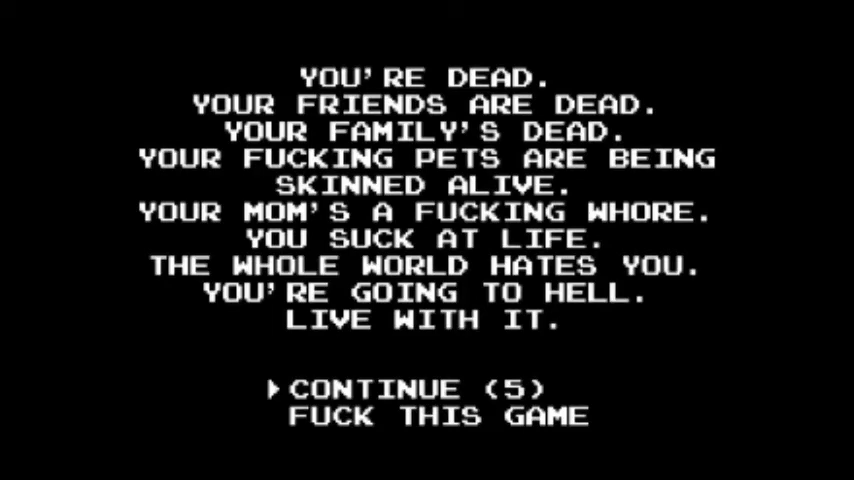 YOU'RE DEAD.
YOUR FRIENDS ARE DEAD.
YOUR FAMILY'S DEAD.
YOUR FUCKING PETS ARE BEING
SKINNED ALIVE.
YOUR MOM'S A FUCKING WHORE.
YOU SUCK AT LIFE.
THE WHOLE WORLD HATES YOU.
YOU'RE GOING TO HELL.
LIVE WITH IT.
CONTINUE (5)
FUCK THIS GAME